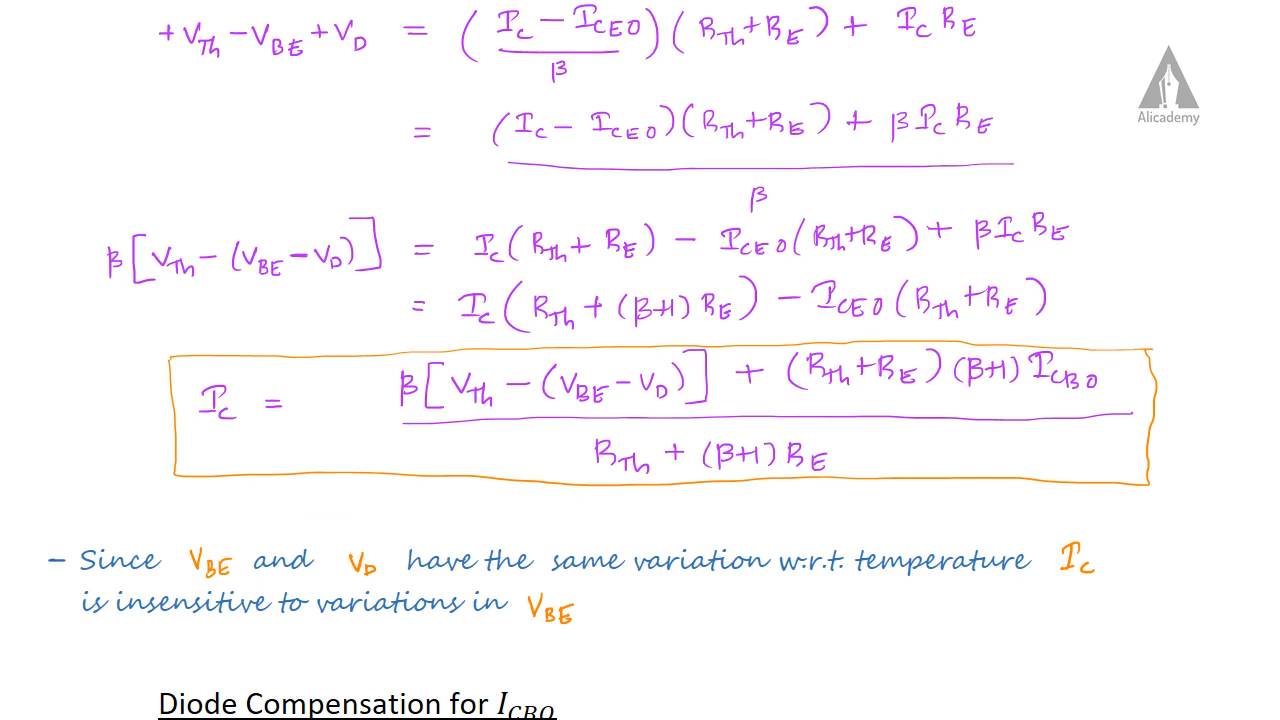 +V_Th − V_BE + V_D = ((I_C − I_CEO)/β)(R_Th + R_E) + I_C R_E
Alicademy
= ((I_C − I_CEO)(R_Th + R_E) + β I_C R_E)/β
β[V_Th − (V_BE − V_D)] = I_C(R_Th + R_E) − I_CEO(R_Th + R_E) + β I_C R_E
= I_C(R_Th + (β+1) R_E) − I_CEO(R_Th + R_E)
I_C = (β[V_Th − (V_BE − V_D)] + (R_Th + R_E)(β+1) I_CBO)/(R_Th + (β+1) R_E)
– Since V_BE and V_D have the same variation w.r.t. temperature I_C
is insensitive to variations in V_BE
Diode Compensation for I_CBO